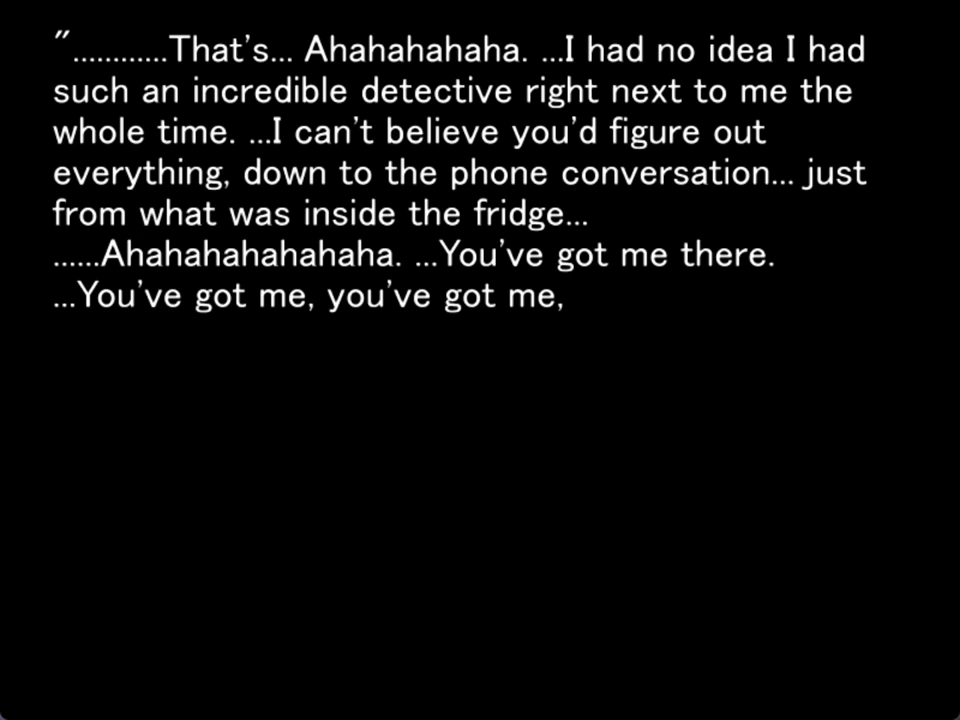 "............That's... Ahahahahaha. ...I had no idea I had
such an incredible detective right next to me the
whole time. ...I can't believe you'd figure out
everything, down to the phone conversation... just
from what was inside the fridge...
......Ahahahahahahaha. ...You've got me there.
...You've got me, you've got me,